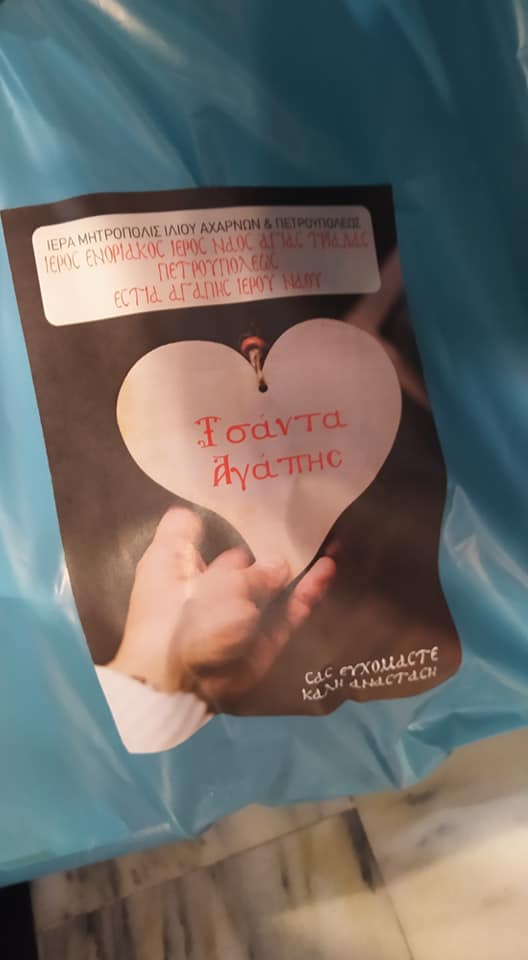 ΙΕΡΑ ΜΗΤΡΟΠΟΛΙΣ ΙΛΙΟΥ ΑΧΑΡΝΩΝ & ΠΕΤΡΟΥΠΟΛΕΩΣ
ΙΕΡΟΣ ΕΝΟΡΙΑΚΟΣ ΙΕΡΟΣ ΝΑΟΣ ΑΓΙΑΣ ΤΡΙΑΔΑΣ
ΠΕΤΡΟΥΠΟΛΕΩΣ
ΕΣΤΙΑ ΑΓΑΠΗΣ ΙΕΡΟΥ ΝΑΟΥ
Τσάντα
Αγάπης
ΣΑΣ ΕΥΧΟΜΑΣΤΕ
ΚΑΛΗ ΑΝΑΣΤΑΣΗ